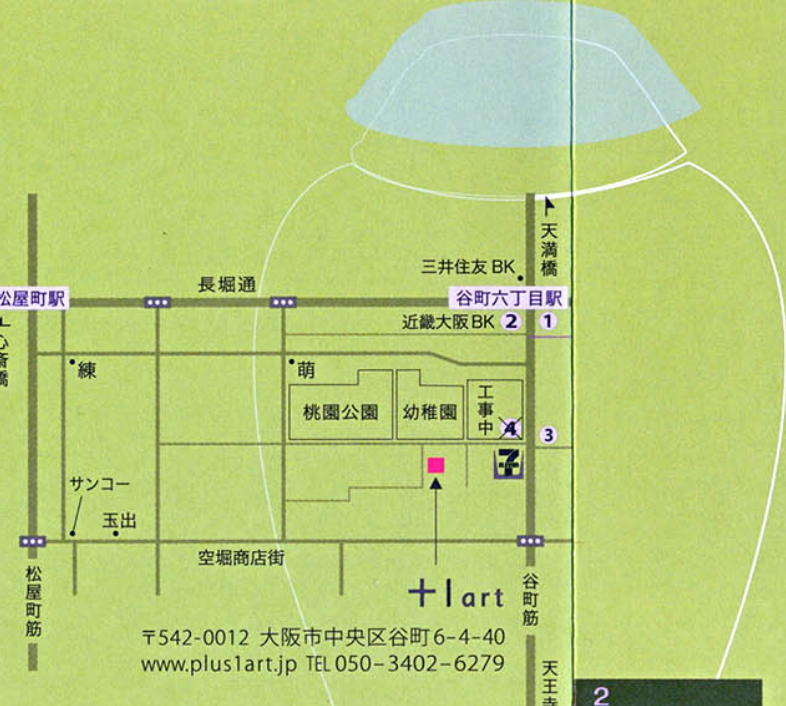 天満橋
三井住友BK
長堀通
松屋町駅
谷町六丁目駅
近畿大阪BK 2 1
心斎橋
練
萌
桃園公園
幼稚園
工事中
4
3
7
サンコー
玉出
空堀商店街
松屋町筋
谷町筋
+1art
〒542-0012 大阪市中央区谷町6-4-40
www.plus1art.jp TEL050-3402-6279
天王寺
2